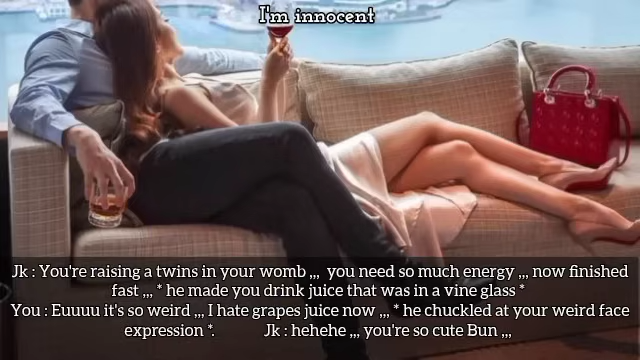 I'm innocent
Jk : You're raising a twins in your womb ,,,  you need so much energy ,,, now finished
fast ,,, * he made you drink juice that was in a vine glass *
You : Euuuu it's so weird ,,, I hate grapes juice now ,,, * he chuckled at your weird face
expression *.          Jk : hehehe ,,, you're so cute Bun ,,,